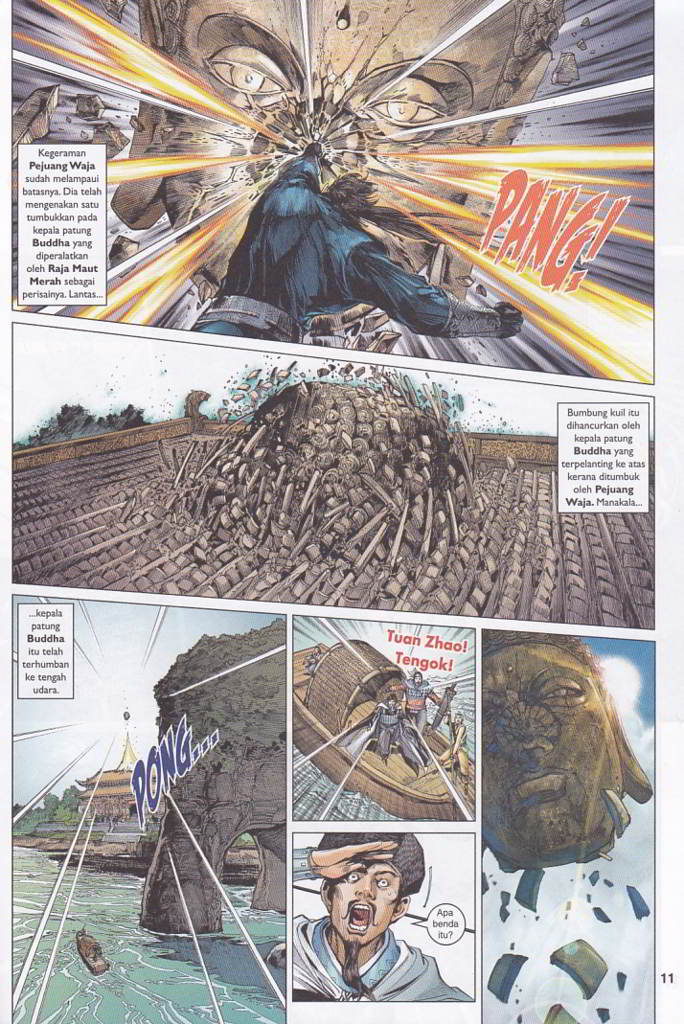 Kegeraman
Pejuang Waja
sudah melampaui
batasnya. Dia telah
mengenakan satu
tumbukkan pada
kepala patung
Buddha yang
diperalatkan
oleh Raja Maut
Merah sebagai
perisainya. Lantas...
PANG!!
Bumbung kuil itu
dihancurkan oleh
kepala patung
Buddha yang
terpelanting ke atas
kerana ditumbuk
oleh Pejuang
Waja. Manakala...
...kepala
patung
Buddha
itu telah
terhumban
ke tengah
udara.
PONG...
Tuan Zhao!
Tengok!
Apa
benda
itu?
11